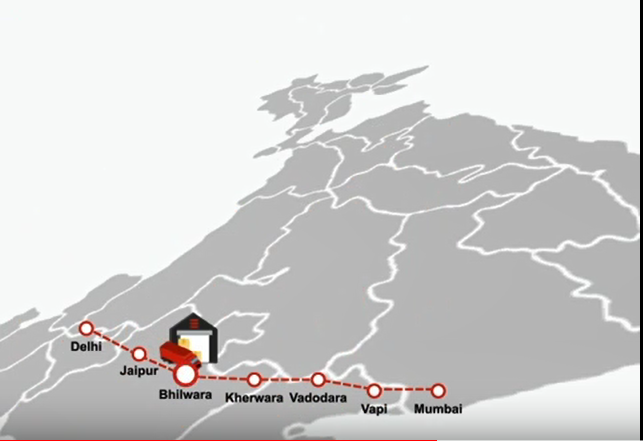 Delhi
Jaipur
Bhilwara
Kherwara
Vadodara
Vapi
Mumbai